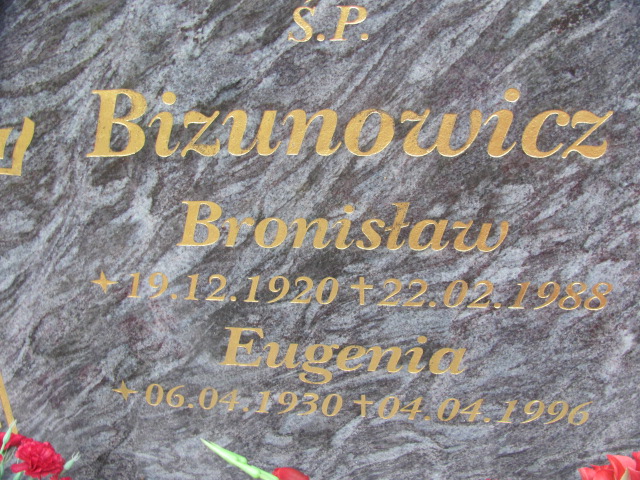 S.P.
Bizunowicz
Bronisław
✦19.12.1920 ✝22.02.1988
Eugenia
✦06.04.1930 ✝04.04.1996